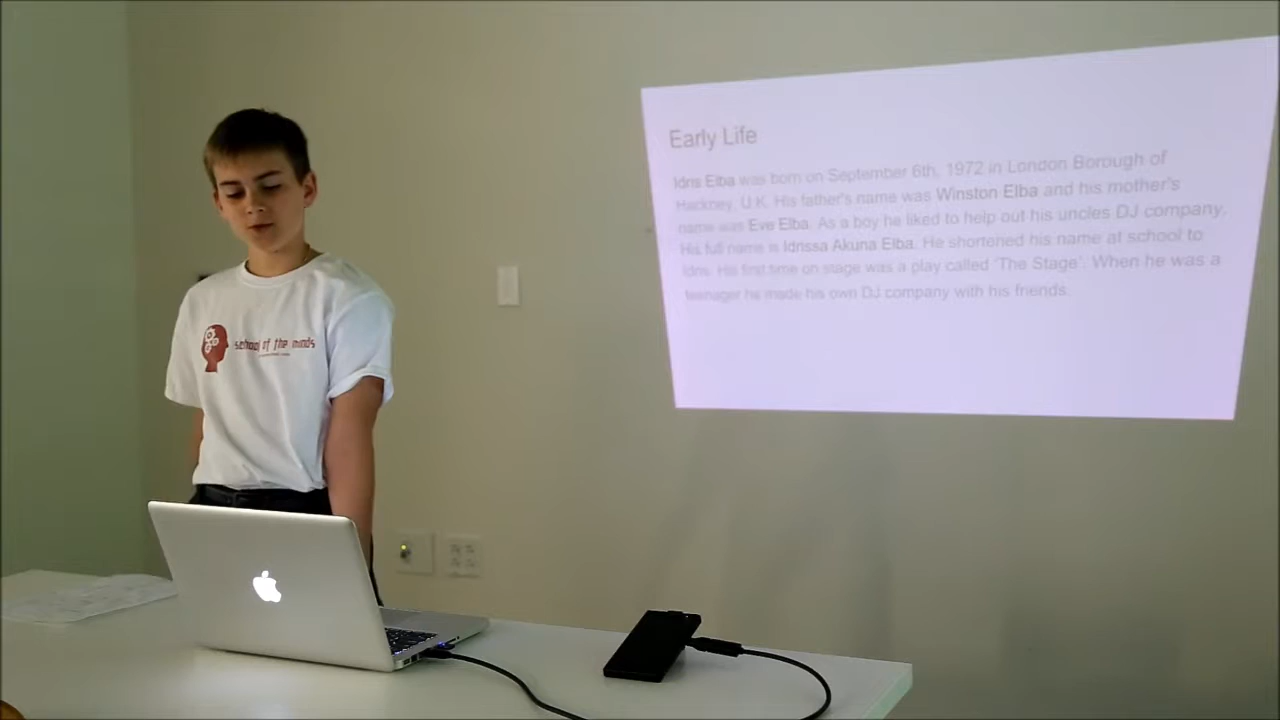 Early Life
Idris Elba was born on September 6th, 1972 in London Borough of
Hackney, U.K. His father's name was Winston Elba and his mother's
name was Eve Elba. As a boy he liked to help out his uncles DJ company.
His full name is Idrissa Akuna Elba. He shortened his name at school to
Idris. His first time on stage was a play called 'The Stage'. When he was a
teenager he made his own DJ company with his friends.
school of the minds